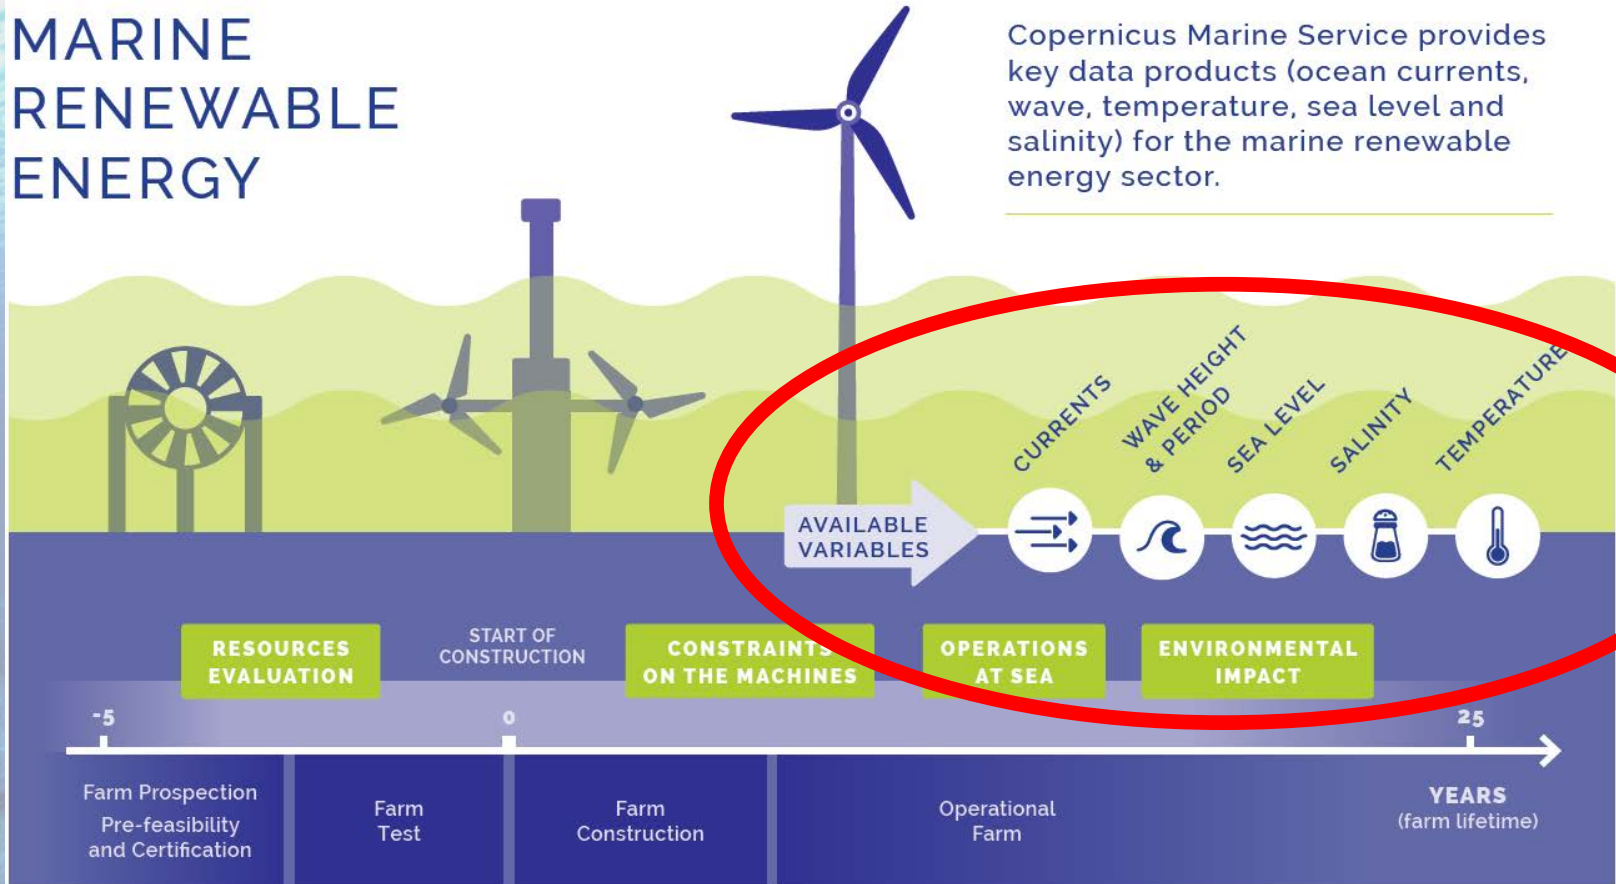 MARINE
RENEWABLE
ENERGY
Copernicus Marine Service provides
key data products (ocean currents,
wave, temperature, sea level and
salinity) for the marine renewable
energy sector.
CURRENTS
WAVE HEIGHT
& PERIOD
SEA LEVEL
SALINITY
TEMPERATURE
AVAILABLE
VARIABLES
RESOURCES
EVALUATION
START OF
CONSTRUCTION
CONSTRAINTS
ON THE MACHINES
OPERATIONS
AT SEA
ENVIRONMENTAL
IMPACT
-5
0
25
Farm Prospection
Pre-feasibility
and Certification
Farm
Test
Farm
Construction
Operational
Farm
YEARS
(farm lifetime)